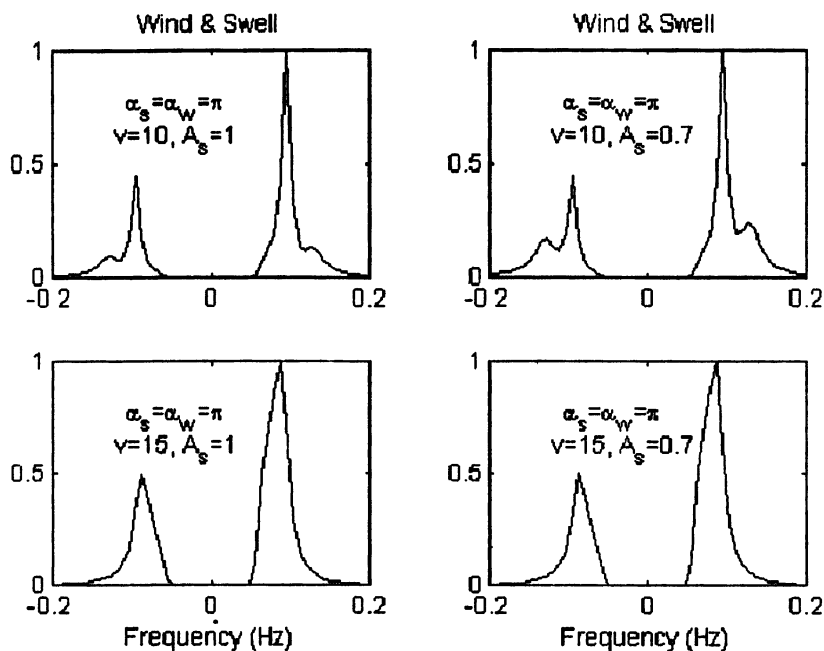 Wind & Swell
1
α_s=α_w=π
v=10, A_s=1
0.5
0
-0.2
0
0.2
Wind & Swell
1
α_s=α_w=π
v=10, A_s=0.7
0.5
0
-0.2
0
0.2
1
α_s=α_w=π
v=15, A_s=1
0.5
0
-0.2
0
0.2
Frequency (Hz)
1
α_s=α_w=π
v=15, A_s=0.7
0.5
0
-0.2
0
0.2
Frequency (Hz)